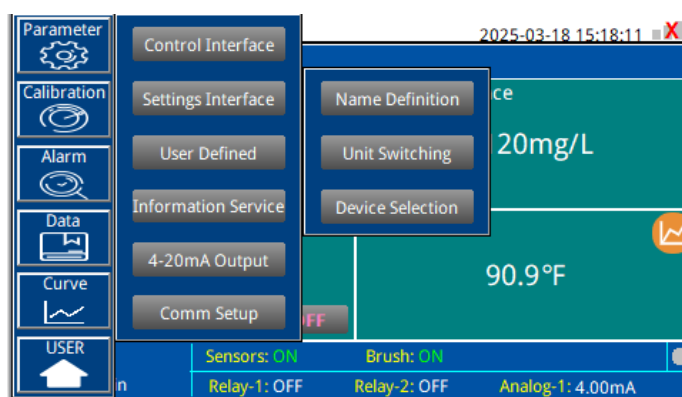 Parameter
2025-03-18 15:18:11
X
Control Interface
Calibration
Settings Interface
Name Definition
ce
20mg/L
Alarm
User Defined
Unit Switching
Information Service
Device Selection
Data
4-20mA Output
90.9°F
Curve
Comm Setup
FF
USER
Sensors: ON
Brush: ON
n
Relay-1: OFF
Relay-2: OFF
Analog-1: 4.00mA